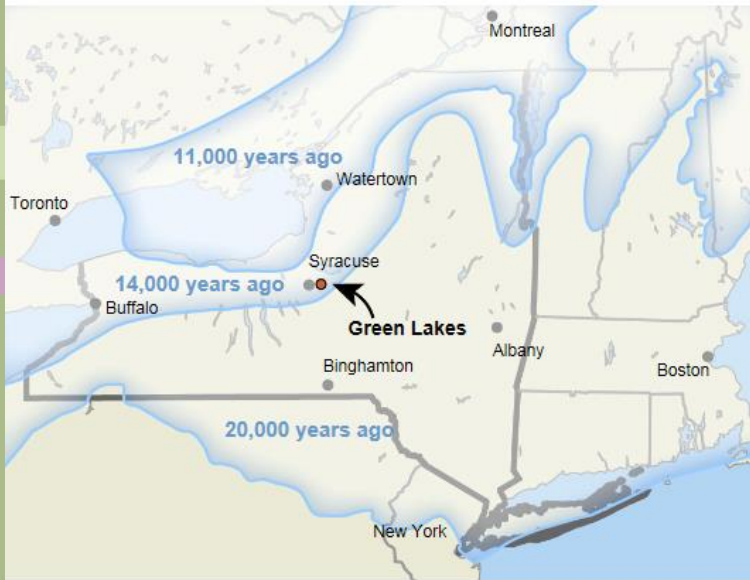 Montreal
11,000 years ago
Watertown
Toronto
Syracuse
14,000 years ago
Buffalo
Green Lakes
Albany
Binghamton
Boston
20,000 years ago
New York